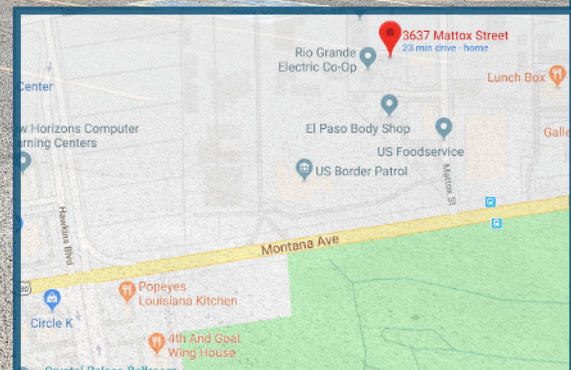 3637 Mattox Street
23 min drive - home
Rio Grande
Electric Co-Op
Lunch Box
Center
El Paso Body Shop
w Horizons Computer
arning Centers
US Foodservice
Galle
US Border Patrol
Mattox St
Hawkins Blvd
Montana Ave
Popeyes
Louisiana Kitchen
Circle K
4th And Goal
Wing House